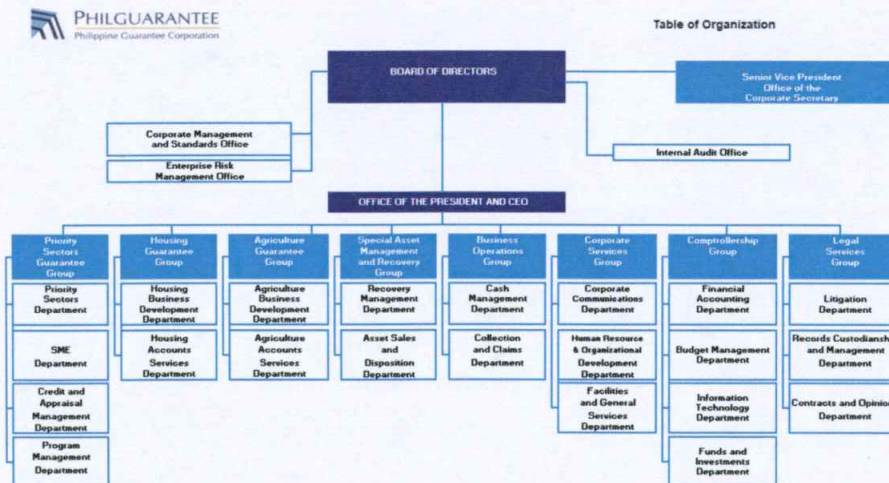 PHILGUARANTEE
Philippine Guarantee Corporation
Table of Organization
BOARD OF DIRECTORS
Senior Vice President
Office of the
Corporate Secretary
Corporate Management
and Standards Office
Enterprise Risk
Management Office
Internal Audit Office
OFFICE OF THE PRESIDENT AND CEO
Priority
Sectors
Guarantee
Group
Housing
Guarantee
Group
Agriculture
Guarantee
Group
Special Asset
Management
and Recovery
Group
Business
Operations
Group
Corporate
Services
Group
Comptrollership
Group
Legal
Services
Group
Priority
Sectors
Department
Housing
Business
Development
Department
Agriculture
Business
Development
Department
Recovery
Management
Department
Cash
Management
Department
Corporate
Communications
Department
Financial
Accounting
Department
Litigation
Department
SME
Department
Housing
Accounts
Services
Department
Agriculture
Accounts
Services
Department
Asset Sales
and
Disposition
Department
Collection
and Claims
Department
Human Resource
& Organizational
Development
Department
Budget Management
Department
Records Custodianshi
and Management
Department
Credit and
Appraisal
Management
Department
Facilities
and General
Services
Department
Information
Technology
Department
Contracts and Opinion
Department
Program
Management
Department
Funds and
Investments
Department